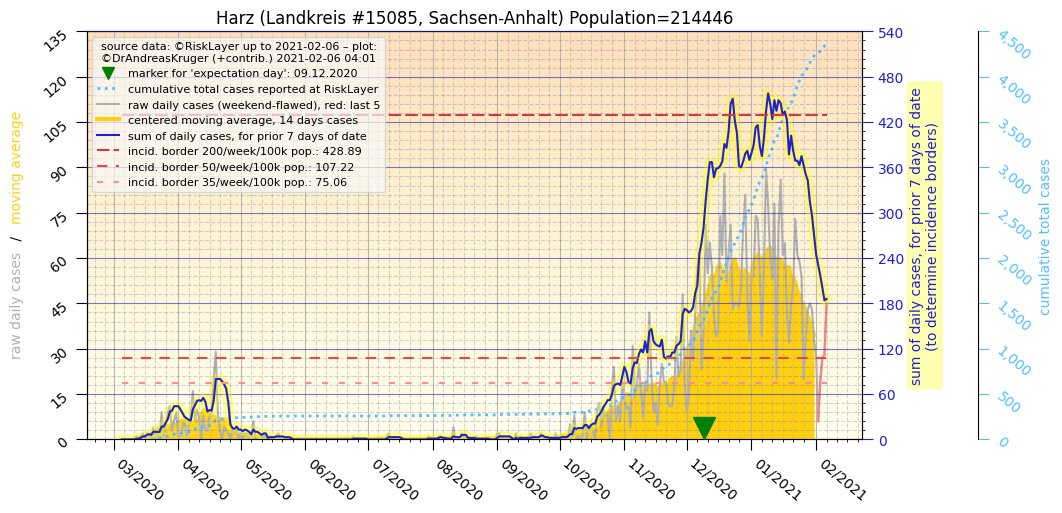 Harz (Landkreis #15085, Sachsen-Anhalt) Population=214446
source data: ©RiskLayer up to 2021-02-06 – plot:
©DrAndreasKruger (+contrib.) 2021-02-06 04:01
marker for 'expectation day': 09.12.2020
cumulative total cases reported at RiskLayer
raw daily cases (weekend-flawed), red: last 5
centered moving average, 14 days cases
sum of daily cases, for prior 7 days of date
incid. border 200/week/100k pop.: 428.89
incid. border 50/week/100k pop.: 107.22
incid. border 35/week/100k pop.: 75.06
raw daily cases / moving average
135
120
105
90
75
60
45
30
15
0
03/2020
04/2020
05/2020
06/2020
07/2020
08/2020
09/2020
10/2020
11/2020
12/2020
01/2021
02/2021
540
480
420
360
300
240
180
120
60
0
sum of daily cases, for prior 7 days of date
(to determine incidence borders)
4,500
4,000
3,500
3,000
2,500
2,000
1,500
1,000
500
0
cumulative total cases